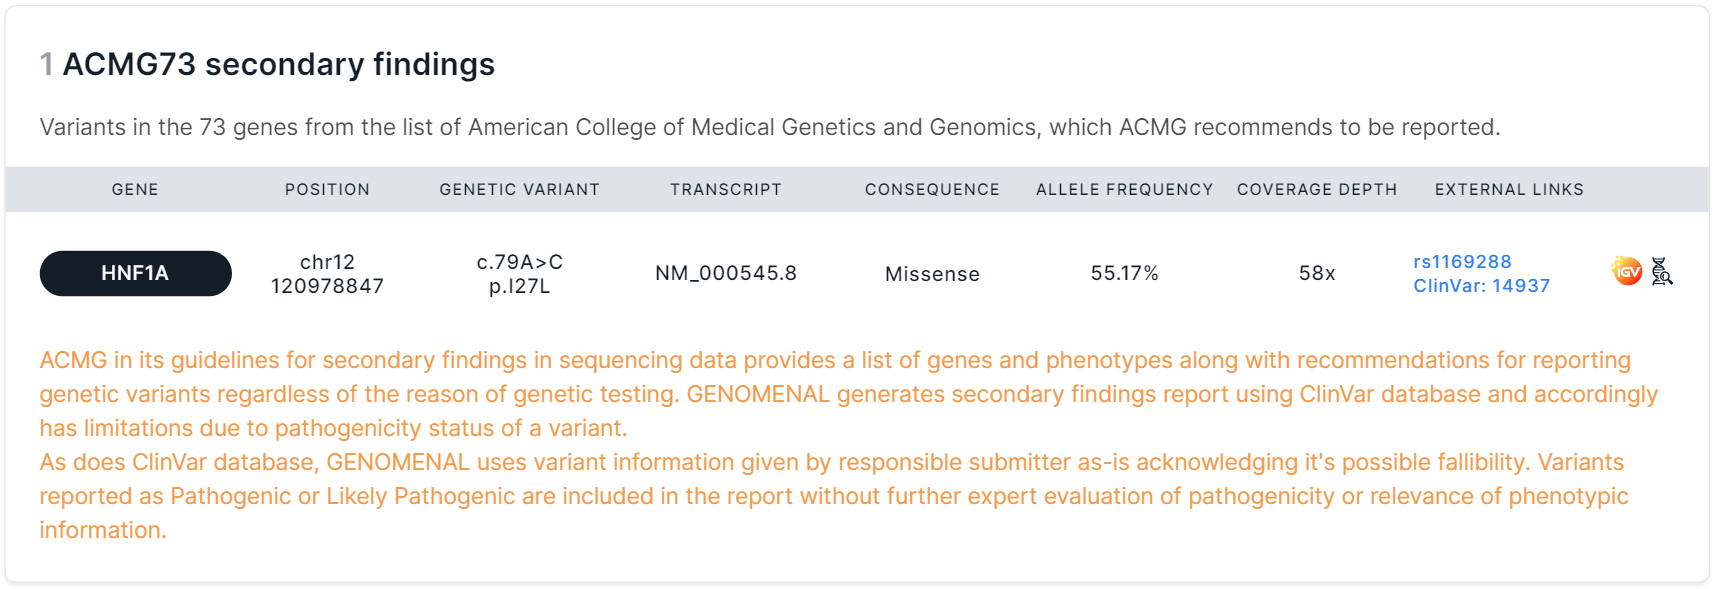 1 ACMG73 secondary findings
Variants in the 73 genes from the list of American College of Medical Genetics and Genomics, which ACMG recommends to be reported.
GENE POSITION GENETIC VARIANT TRANSCRIPT CONSEQUENCE ALLELE FREQUENCY COVERAGE DEPTH EXTERNAL LINKS
HNF1A chr12 120978847 c.79A>C p.I27L NM_000545.8 Missense 55.17% 58x rs1169288 ClinVar: 14937 IGV
ACMG in its guidelines for secondary findings in sequencing data provides a list of genes and phenotypes along with recommendations for reporting
genetic variants regardless of the reason of genetic testing. GENOMENAL generates secondary findings report using ClinVar database and accordingly
has limitations due to pathogenicity status of a variant.
As does ClinVar database, GENOMENAL uses variant information given by responsible submitter as-is acknowledging it's possible fallibility. Variants
reported as Pathogenic or Likely Pathogenic are included in the report without further expert evaluation of pathogenicity or relevance of phenotypic
information.